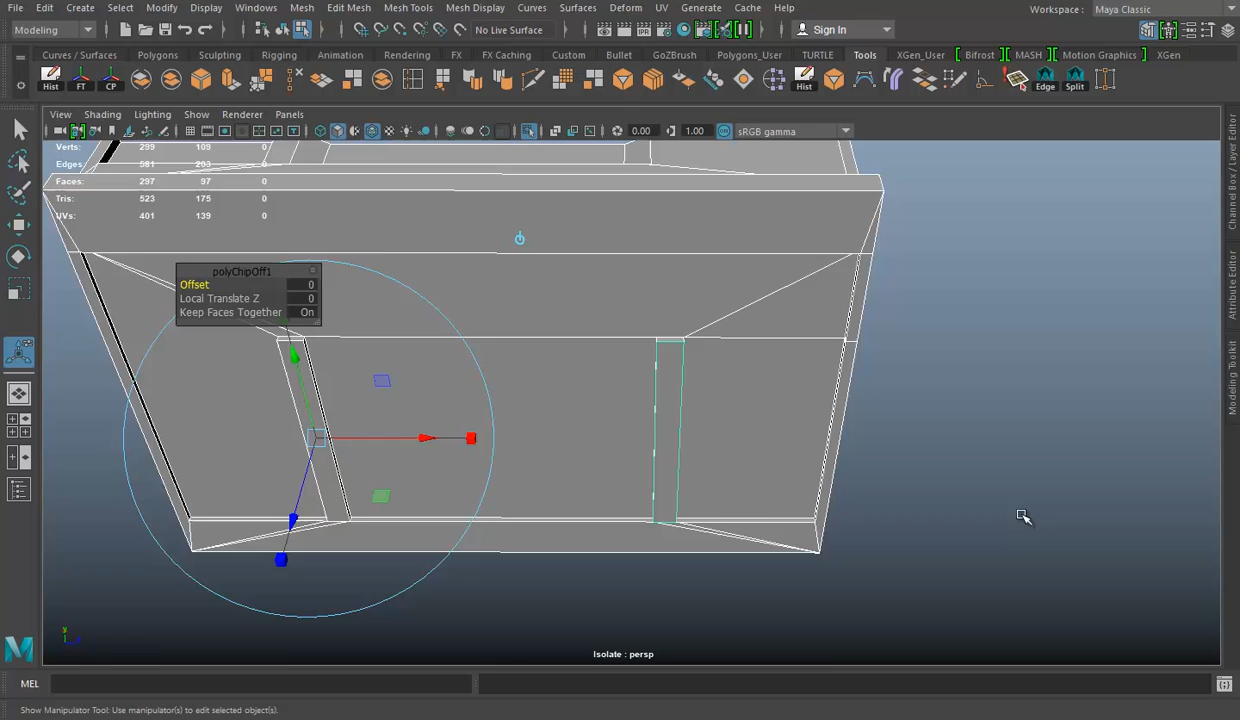 File Edit Create Select Modify Display Windows Mesh Edit Mesh Mesh Tools Mesh Display Curves Surfaces Deform UV Generate Cache Help Workspace : Maya Classic
Modeling No Live Surface Sign In
Curves / Surfaces Polygons Sculpting Rigging Animation Rendering FX FX Caching Custom Bullet GoZBrush Polygons_User TURTLE Tools XGen_User Bifrost MASH Motion Graphics XGen
Hist FT CP Hist Edge Split
View Shading Lighting Show Renderer Panels
0.00 1.00 sRGB gamma
Verts: 299 109 0
Edges: 581 203 0
Faces: 297 97 0
Tris: 523 175 0
UVs: 401 139 0
polyChipOff1
Offset 0
Local Translate Z 0
Keep Faces Together On
Channel Box / Layer Editor
Attribute Editor
Modeling Toolkit
y
Isolate : persp
MEL
Show Manipulator Tool: Use manipulator(s) to edit selected object(s).